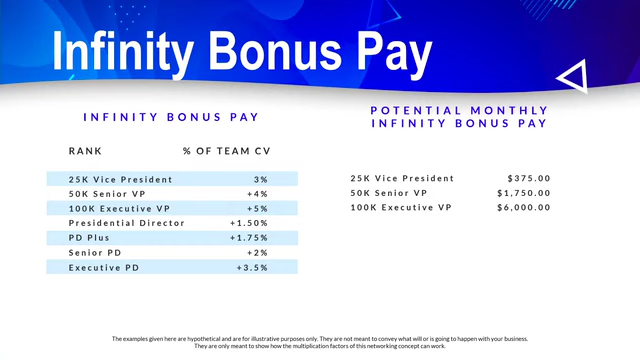 Infinity Bonus Pay
INFINITY BONUS PAY
RANK % OF TEAM CV
25K Vice President 3%
50K Senior VP +4%
100K Executive VP +5%
Presidential Director +1.50%
PD Plus +1.75%
Senior PD +2%
Executive PD +3.5%
POTENTIAL MONTHLY
INFINITY BONUS PAY
25K Vice President $375.00
50K Senior VP $1,750.00
100K Executive VP $6,000.00
The examples given here are hypothetical and are for illustrative purposes only. They are not meant to convey what will or is going to happen with your business.
They are only meant to show how the multiplication factors of this networking concept can work.